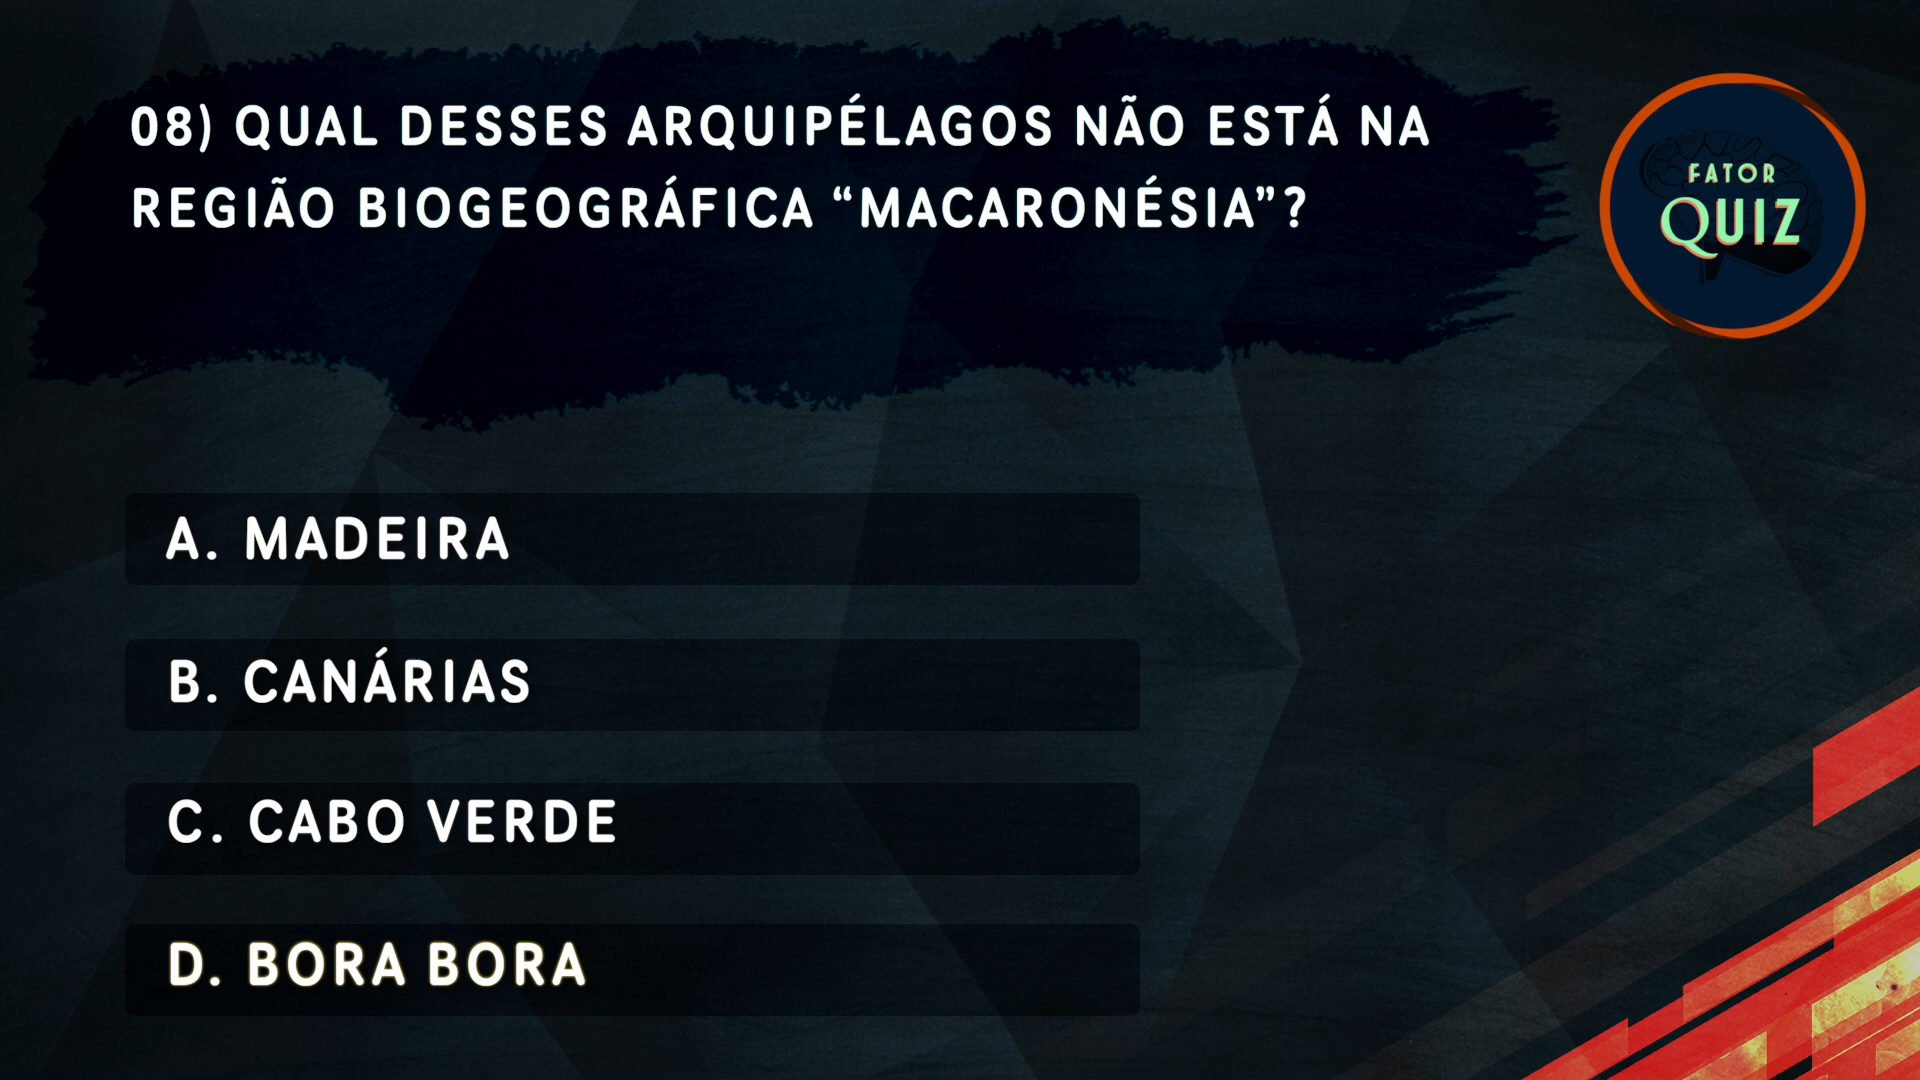 08) QUAL DESSES ARQUIPÉLAGOS NÃO ESTÁ NA
REGIÃO BIOGEOGRÁFICA “MACARONÉSIA”?
FATOR
QUIZ
A. MADEIRA
B. CANÁRIAS
C. CABO VERDE
D. BORA BORA